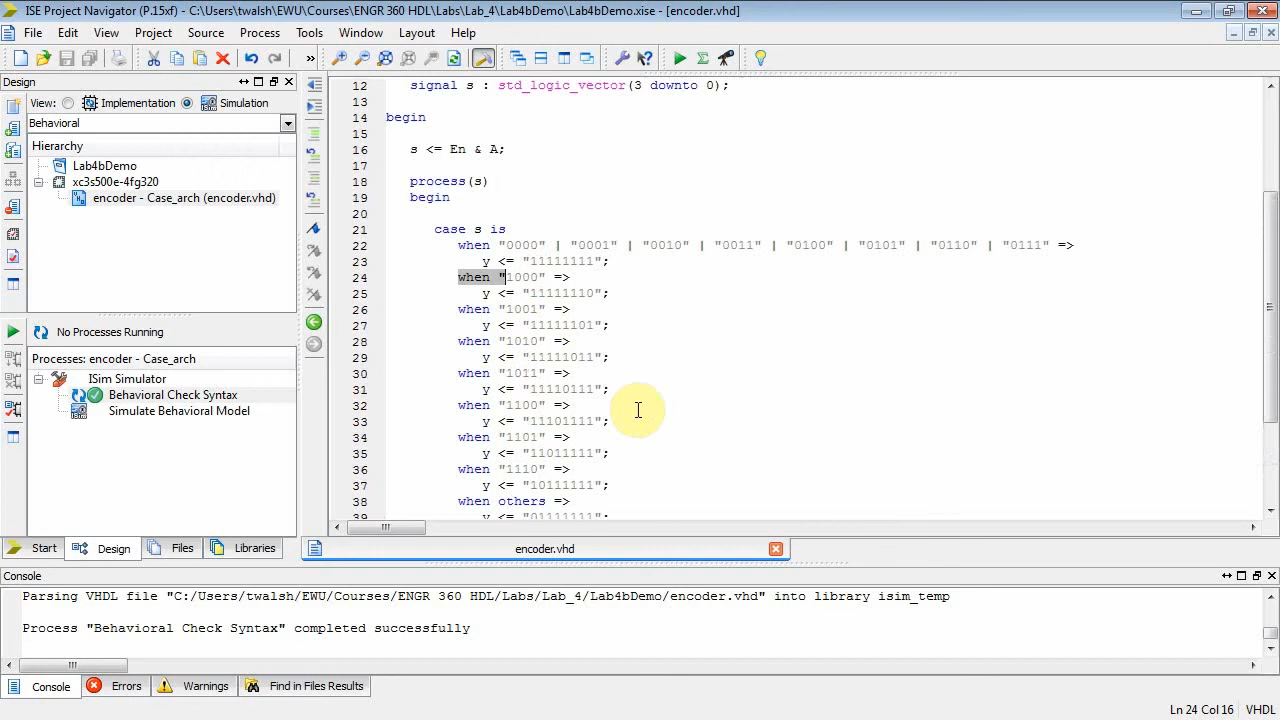 ISE Project Navigator (P.15xf) - C:\Users\twalsh\EWU\Courses\ENGR 360 HDL\Labs\Lab_4\Lab4bDemo\Lab4bDemo.xise - [encoder.vhd]
File Edit View Project Source Process Tools Window Layout Help
»
Design
View: Implementation Simulation
Behavioral
Hierarchy
Lab4bDemo
xc3s500e-4fg320
encoder - Case_arch (encoder.vhd)
No Processes Running
Processes: encoder - Case_arch
ISim Simulator
Behavioral Check Syntax
Simulate Behavioral Model
Start Design Files Libraries
12 signal s : std_logic_vector(3 downto 0);
13
14 begin
15
16 s <= En & A;
17
18 process(s)
19 begin
20
21 case s is
22 when "0000" | "0001" | "0010" | "0011" | "0100" | "0101" | "0110" | "0111" =>
23 y <= "11111111";
24 when "1000" =>
25 y <= "11111110";
26 when "1001" =>
27 y <= "11111101";
28 when "1010" =>
29 y <= "11111011";
30 when "1011" =>
31 y <= "11110111";
32 when "1100" =>
33 y <= "11101111";
34 when "1101" =>
35 y <= "11011111";
36 when "1110" =>
37 y <= "10111111";
38 when others =>
39 y <= "01111111";
encoder.vhd
Console
Parsing VHDL file "C:/Users/twalsh/EWU/Courses/ENGR 360 HDL/Labs/Lab_4/Lab4bDemo/encoder.vhd" into library isim_temp
Process "Behavioral Check Syntax" completed successfully
Console Errors Warnings Find in Files Results
Ln 24 Col 16 VHDL